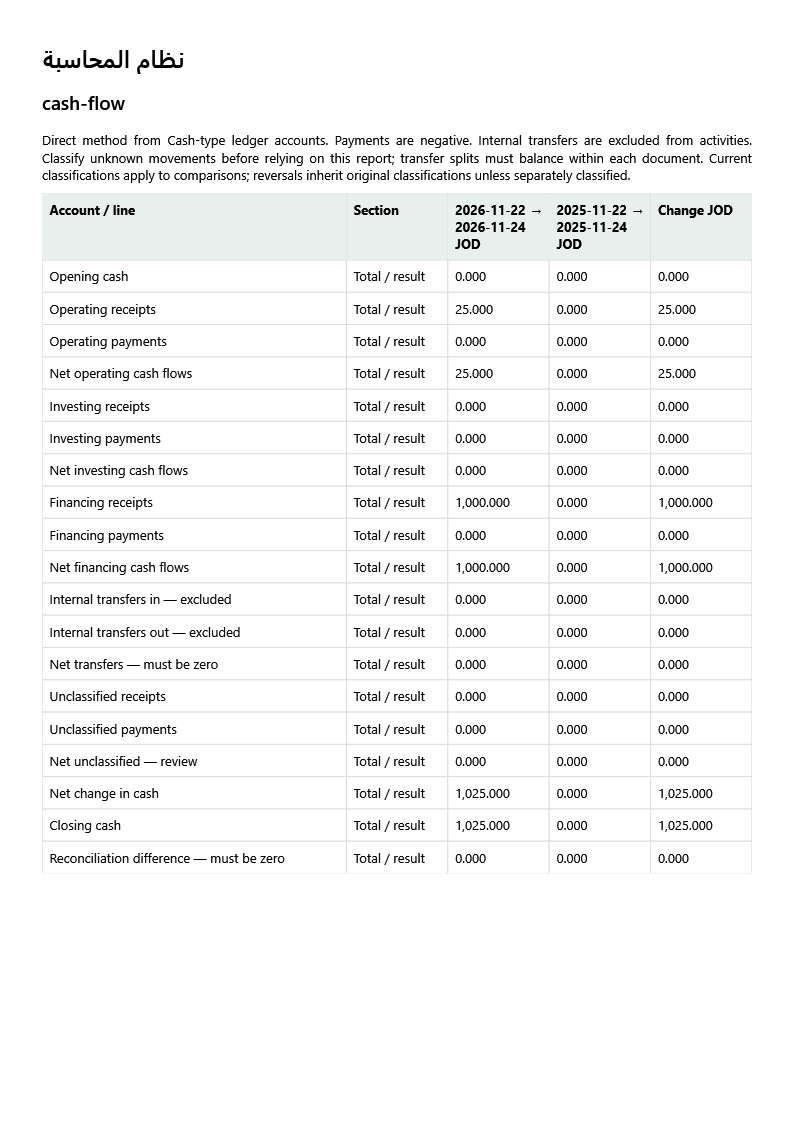 نظام المحاسبة
cash-flow
Direct method from Cash-type ledger accounts. Payments are negative. Internal transfers are excluded from activities.
Classify unknown movements before relying on this report; transfer splits must balance within each document. Current
classifications apply to comparisons; reversals inherit original classifications unless separately classified.
Account / line Section 2026-11-22 → 2025-11-22 → Change JOD
2026-11-24 2025-11-24
JOD JOD
Opening cash Total / result 0.000 0.000 0.000
Operating receipts Total / result 25.000 0.000 25.000
Operating payments Total / result 0.000 0.000 0.000
Net operating cash flows Total / result 25.000 0.000 25.000
Investing receipts Total / result 0.000 0.000 0.000
Investing payments Total / result 0.000 0.000 0.000
Net investing cash flows Total / result 0.000 0.000 0.000
Financing receipts Total / result 1,000.000 0.000 1,000.000
Financing payments Total / result 0.000 0.000 0.000
Net financing cash flows Total / result 1,000.000 0.000 1,000.000
Internal transfers in — excluded Total / result 0.000 0.000 0.000
Internal transfers out — excluded Total / result 0.000 0.000 0.000
Net transfers — must be zero Total / result 0.000 0.000 0.000
Unclassified receipts Total / result 0.000 0.000 0.000
Unclassified payments Total / result 0.000 0.000 0.000
Net unclassified — review Total / result 0.000 0.000 0.000
Net change in cash Total / result 1,025.000 0.000 1,025.000
Closing cash Total / result 1,025.000 0.000 1,025.000
Reconciliation difference — must be zero Total / result 0.000 0.000 0.000